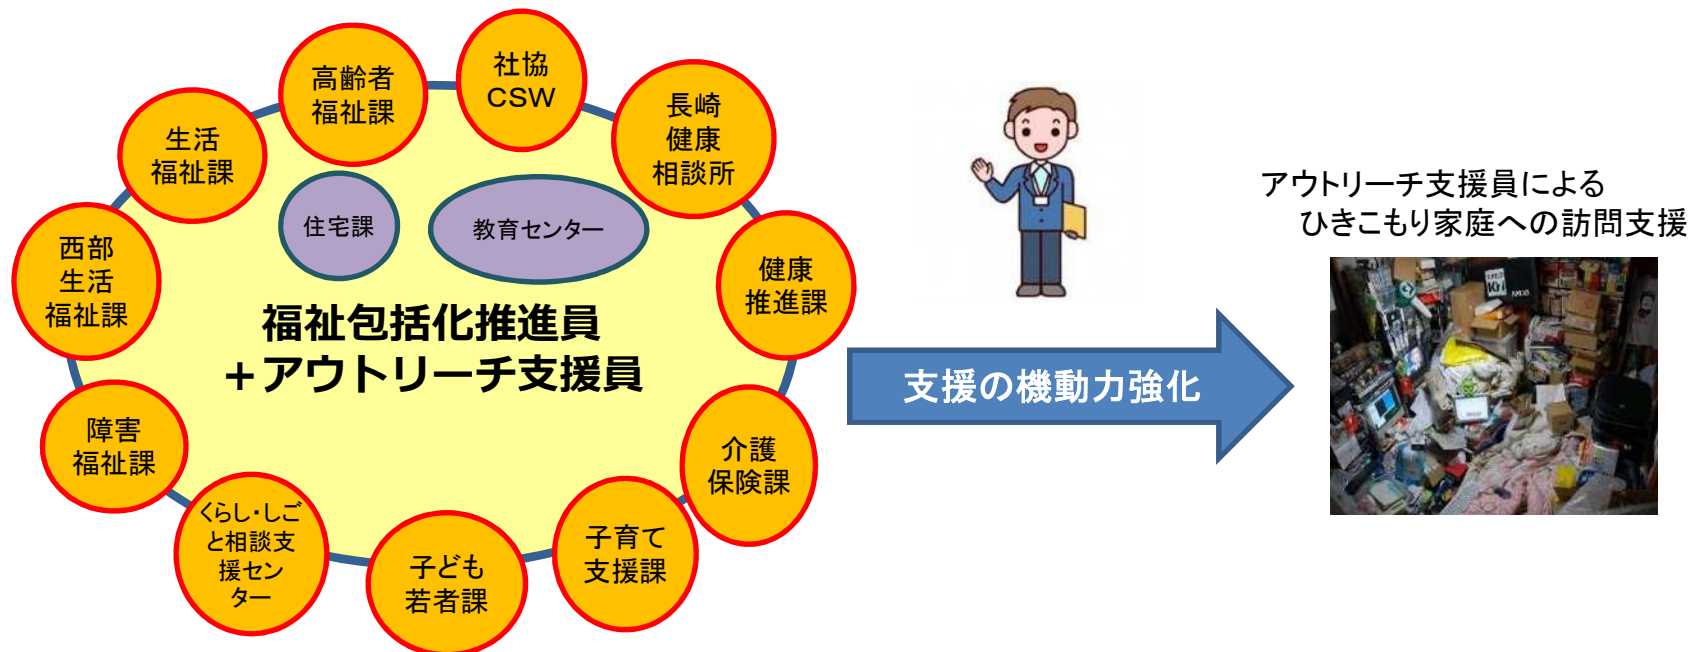 社協
CSW
高齢者
福祉課
長崎
健康
相談所
生活
福祉課
住宅課
教育センター
西部
生活
福祉課
健康
推進課
福祉包括化推進員
＋アウトリーチ支援員
障害
福祉課
介護
保険課
くらし・しご
と相談支
援セン
ター
子ども
若者課
子育て
支援課
支援の機動力強化
アウトリーチ支援員による
ひきこもり家庭への訪問支援